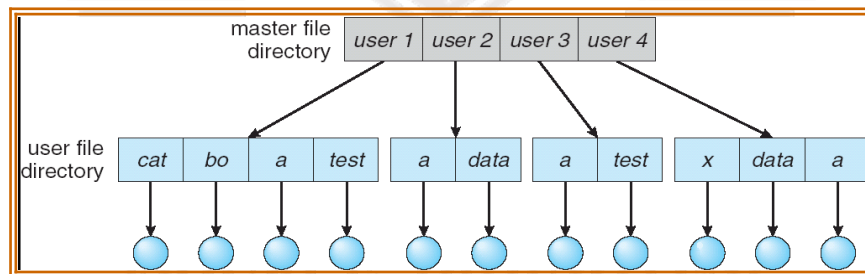 master file directory
user 1 user 2 user 3 user 4
user file directory
cat bo a test a data a test x data a